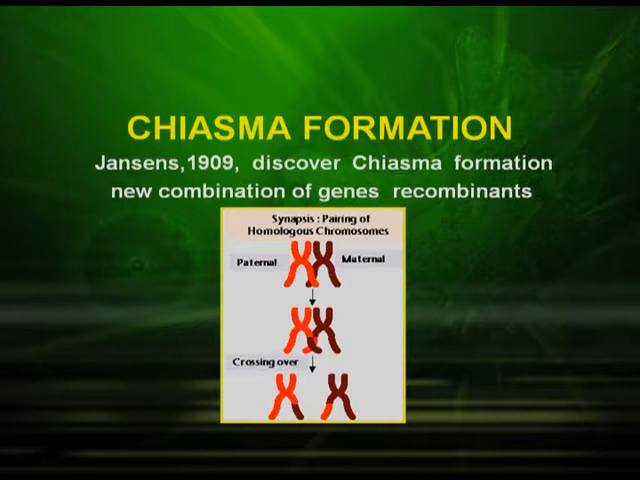 CHIASMA FORMATION
Jansens,1909, discover Chiasma formation
new combination of genes recombinants
Synapsis : Pairing of
Homologous Chromosomes
Paternal
Maternal
Crossing over